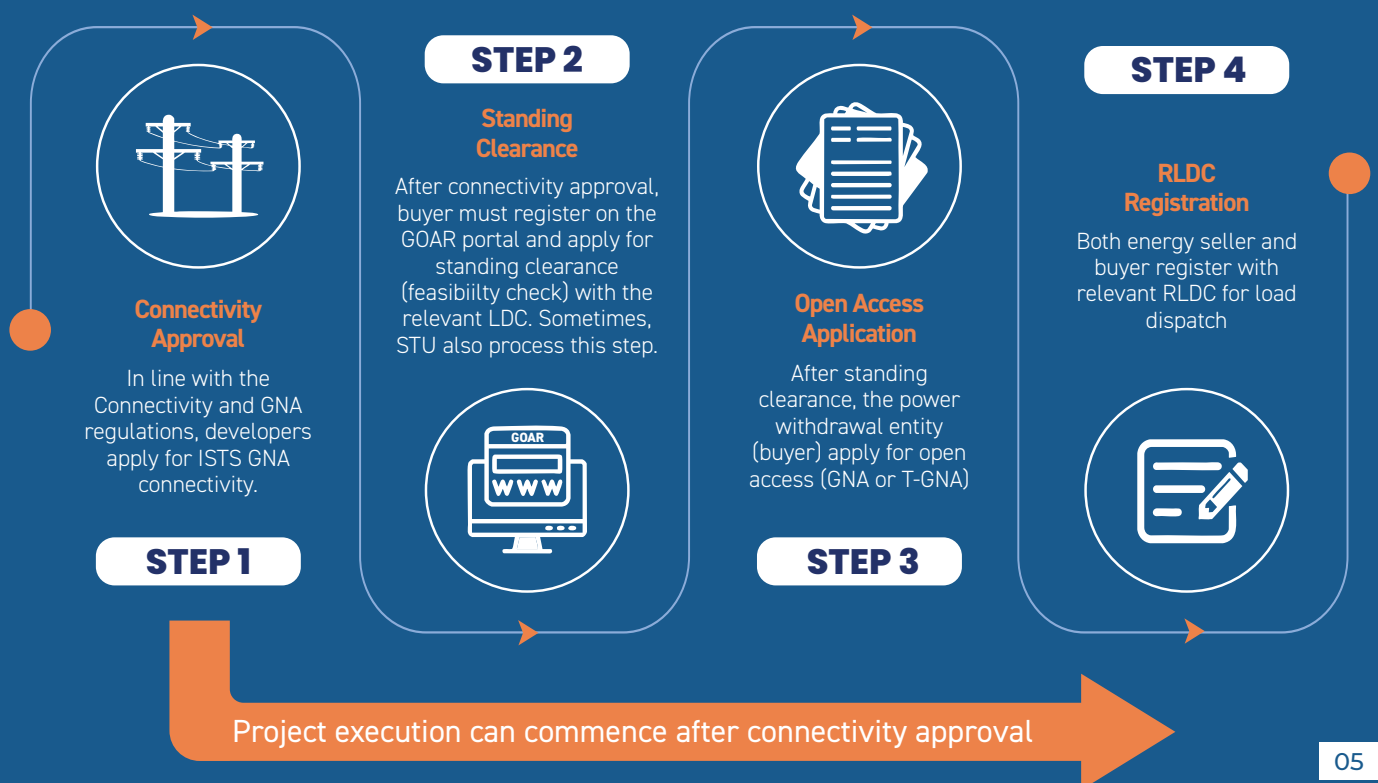 Connectivity
Approval
In line with the
Connectivity and GNA
regulations, developers
apply for ISTS GNA
connectivity.
STEP 1
STEP 2
Standing
Clearance
After connectivity approval,
buyer must register on the
GOAR portal and apply for
standing clearance
(feasibiilty check) with the
relevant LDC. Sometimes,
STU also process this step.
GOAR
WWW
Open Access
Application
After standing
clearance, the power
withdrawal entity
(buyer) apply for open
access (GNA or T-GNA)
STEP 3
STEP 4
RLDC
Registration
Both energy seller and
buyer register with
relevant RLDC for load
dispatch
Project execution can commence after connectivity approval
05